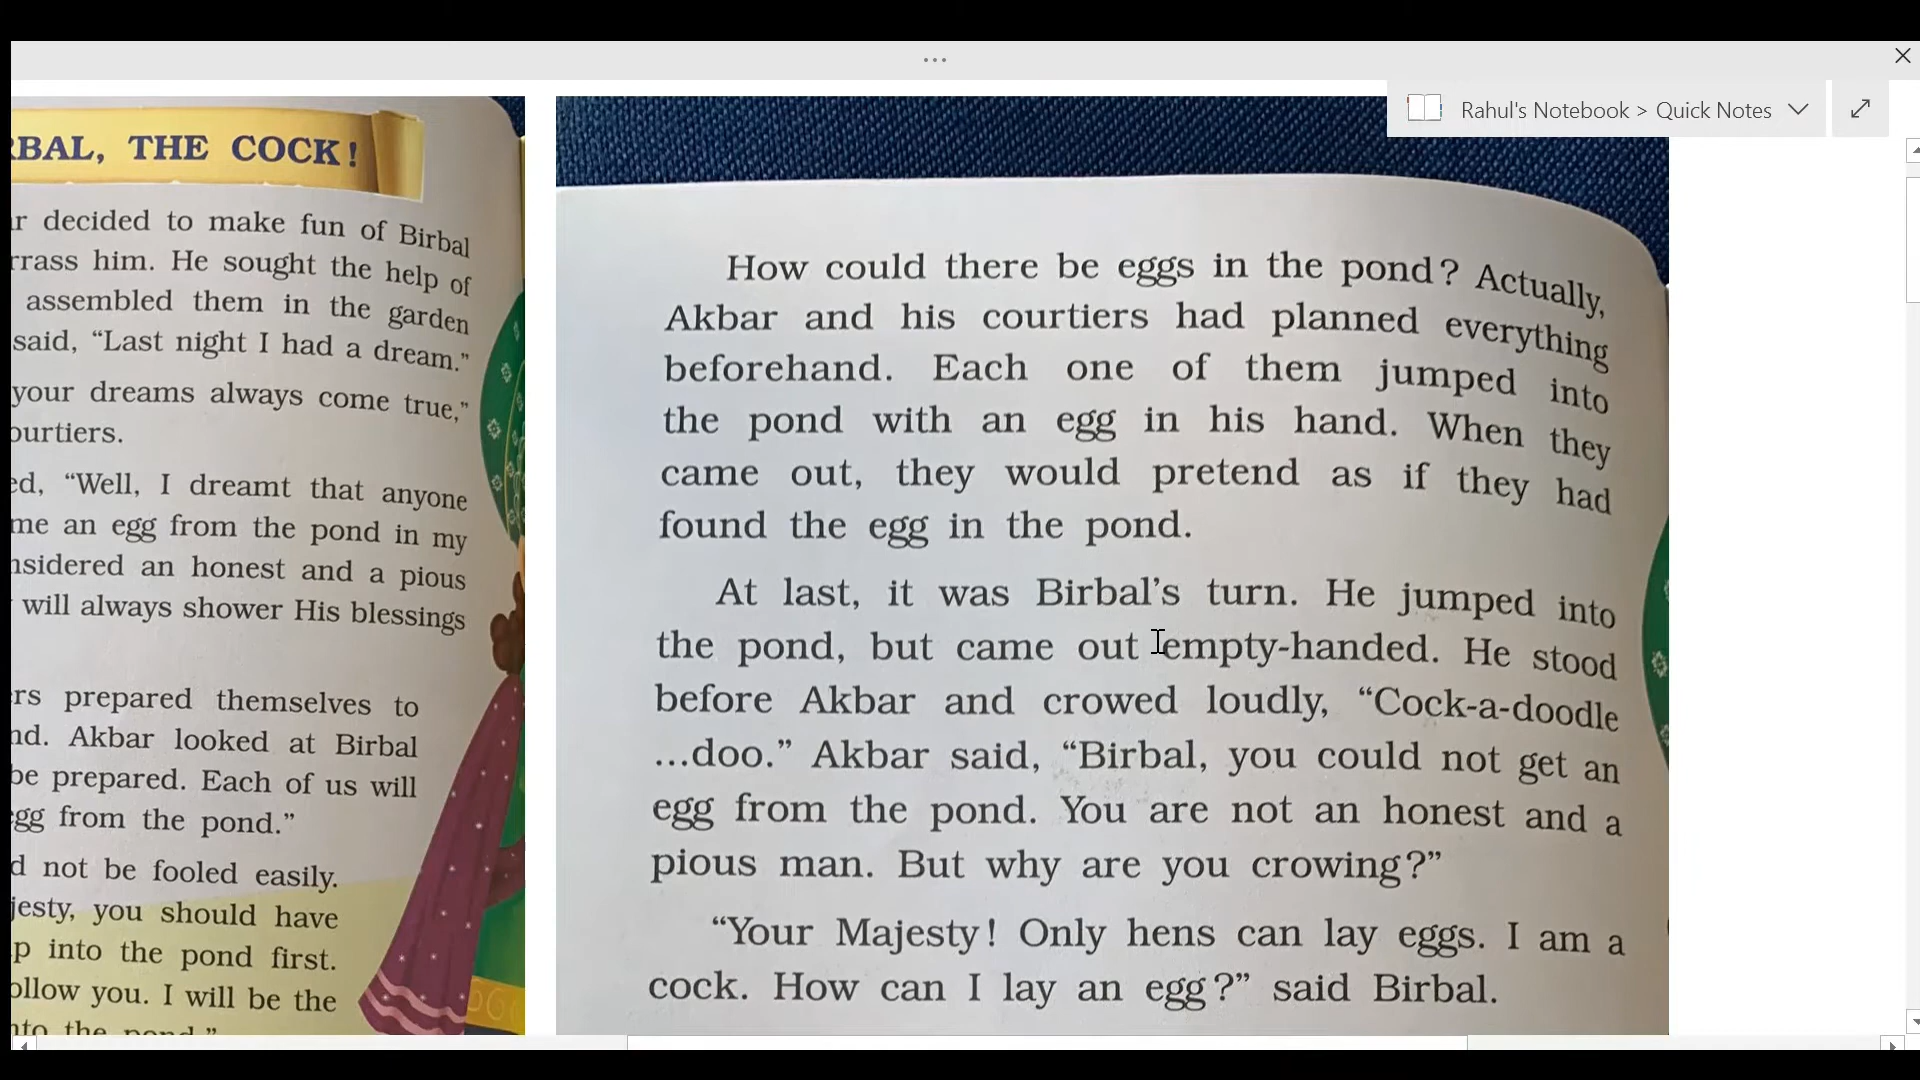 ...
Rahul's Notebook > Quick Notes
BAL, THE COCK!
decided to make fun of Birbal
him. He sought the help of
assembled them in the garden
said, “Last night I had a dream.”
your dreams always come true,”
“Well, I dreamt that anyone
me an egg from the pond in my
an honest and a pious
will always shower His blessings
prepared themselves to
Akbar looked at Birbal
be prepared. Each of us will
from the pond.”
not be fooled easily.
you should have
into the pond first.
you. I will be the
the
How could there be eggs in the pond? Actually,
Akbar and his courtiers had planned everything
beforehand. Each one of them jumped into
the pond with an egg in his hand. When they
came out, they would pretend as if they had
found the egg in the pond.
At last, it was Birbal’s turn. He jumped into
the pond, but came out empty-handed. He stood
before Akbar and crowed loudly, “Cock-a-doodle
...doo.” Akbar said, “Birbal, you could not get an
egg from the pond. You are not an honest and a
pious man. But why are you crowing?”
“Your Majesty! Only hens can lay eggs. I am a
cock. How can I lay an egg?” said Birbal.